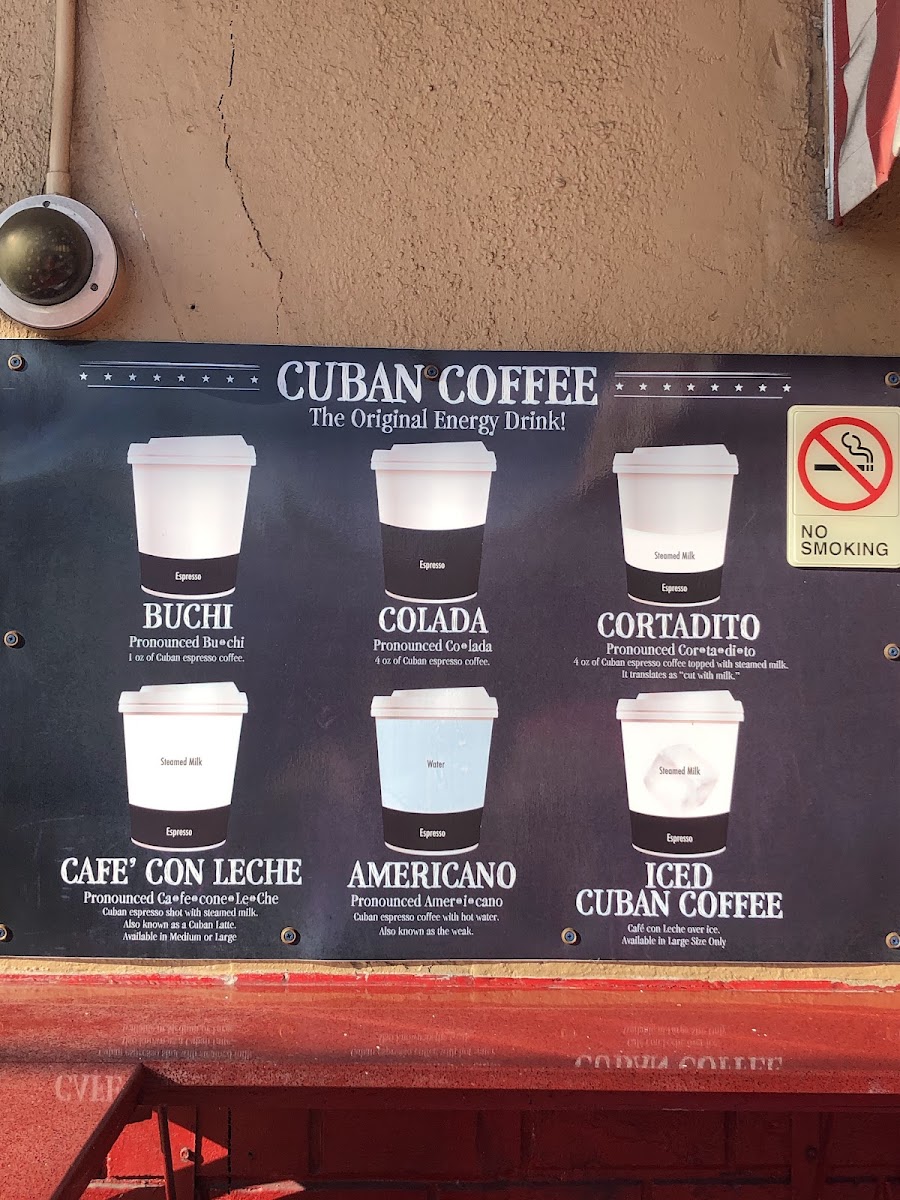 CUBAN COFFEE
The Original Energy Drink!
NO
SMOKING
Espresso
BUCHI
Pronounced Bu•chi
1 oz of Cuban espresso coffee.
Espresso
COLADA
Pronounced Co•lada
4 oz of Cuban espresso coffee.
Steamed Milk
Espresso
CORTADITO
Pronounced Cor•ta•di•to
4 oz of Cuban espresso coffee topped with steamed milk.
It translates as "cut with milk."
Steamed Milk
Espresso
CAFE' CON LECHE
Pronounced Ca•fe•cone•Le•Che
Cuban espresso shot with steamed milk.
Also known as a Cuban Latte.
Available in Medium or Large
Water
Espresso
AMERICANO
Pronounced Amer•i•cano
Cuban espresso coffee with hot water.
Also known as the weak.
Steamed Milk
Espresso
ICED
CUBAN COFFEE
Café con Leche over ice.
Available in Large Size Only